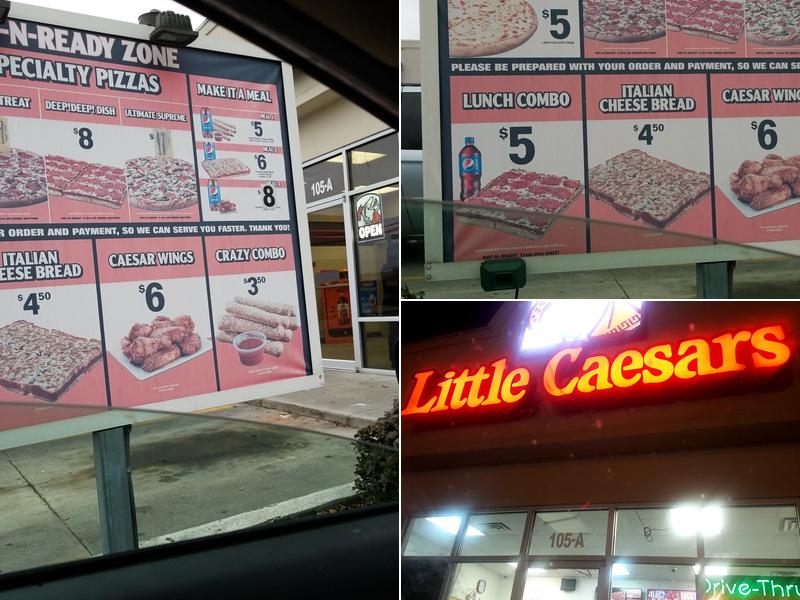 -N-READY ZONE
PECIALTY PIZZAS
TREAT
DEEP!DEEP! DISH
$8
ULTIMATE SUPREME
$
MAKE IT A MEAL
$5
$6
$8
R ORDER AND PAYMENT, SO WE CAN SERVE YOU FASTER. THANK YOU!
ITALIAN
EESE BREAD
$4.50
CAESAR WINGS
$6
CRAZY COMBO
$3.50
105-A
OPEN
$5
PLEASE BE PREPARED WITH YOUR ORDER AND PAYMENT, SO WE CAN SE
LUNCH COMBO
$5
ITALIAN
CHEESE BREAD
$4.50
CAESAR WING
$6
Little Caesars
105-A
Drive-Thru